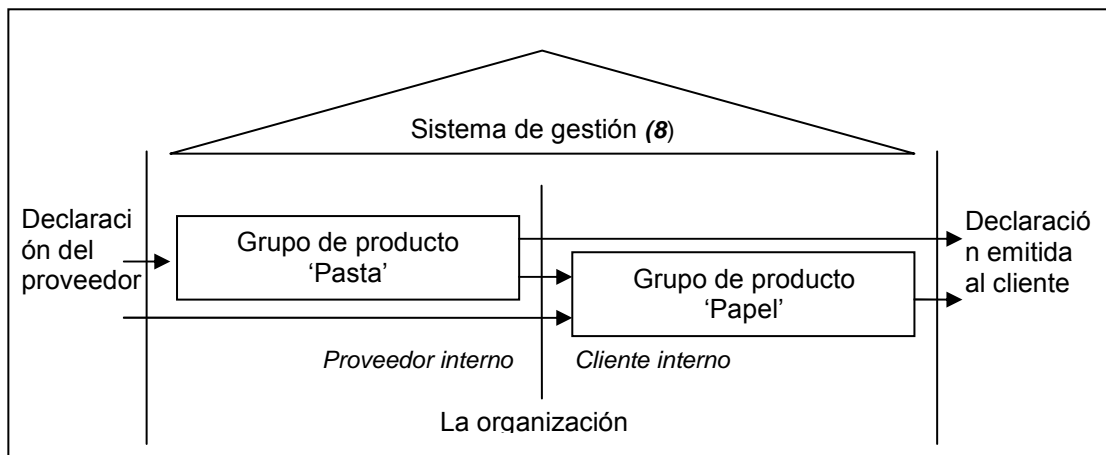 Sistema de gestión (8)
Declaraci
ón del
proveedor
Grupo de producto
‘Pasta’
Grupo de producto
‘Papel’
Declaració
n emitida
al cliente
Proveedor interno
Cliente interno
La organización